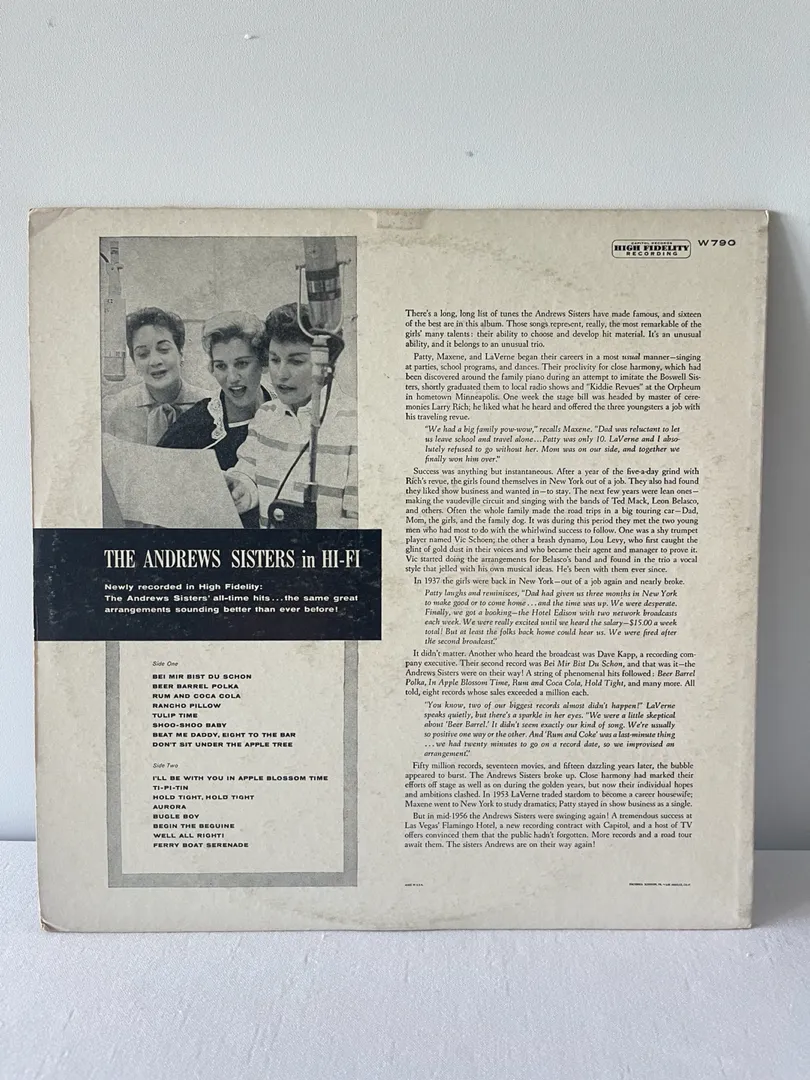 CAPITOL RECORDS
HIGH FIDELITY
RECORDING
W790
THE ANDREWS SISTERS in HI-FI
Newly recorded in High Fidelity:
The Andrews Sisters' all-time hits...the same great
arrangements sounding better than ever before!
Side One
BEI MIR BIST DU SCHON
BEER BARREL POLKA
RUM AND COCA COLA
RANCHO PILLOW
TULIP TIME
SHOO-SHOO BABY
BEAT ME DADDY, EIGHT TO THE BAR
DON'T SIT UNDER THE APPLE TREE
Side Two
I'LL BE WITH YOU IN APPLE BLOSSOM TIME
TI-PI-TIN
HOLD TIGHT, HOLD TIGHT
AURORA
BUGLE BOY
BEGIN THE BEGUINE
WELL ALL RIGHT!
FERRY BOAT SERENADE
There's a long, long list of tunes the Andrews Sisters have made famous, and sixteen
of the best are in this album. Those songs represent, really, the most remarkable of the
girls' many talents: their ability to choose and develop hit material. It's an unusual
ability, and it belongs to an unusual trio.
Patty, Maxene, and LaVerne began their careers in a most usual manner—singing
at parties, school programs, and dances. Their proclivity for close harmony, which had
been discovered around the family piano during an attempt to imitate the Boswell Sis-
ters, shortly graduated them to local radio shows and "Kiddie Revues" at the Orpheum
in hometown Minneapolis. One week the stage bill was headed by master of cere-
monies Larry Rich; he liked what he heard and offered the three youngsters a job with
his traveling revue.
"We had a big family pow-wow," recalls Maxene. "Dad was reluctant to let
us leave school and travel alone...Patty was only 10. LaVerne and I abso-
lutely refused to go without her. Mom was on our side, and together we
finally won him over."
Success was anything but instantaneous. After a year of the five-a-day grind with
Rich's revue, the girls found themselves in New York out of a job. They also had found
they liked show business and wanted in—to stay. The next few years were lean ones—
making the vaudeville circuit and singing with the bands of Ted Mack, Leon Belasco,
and others. Often the whole family made the road trips in a big touring car—Dad,
Mom, the girls, and the family dog. It was during this period they met the two young
men who had most to do with the whirlwind success to follow. One was a shy trumpet
player named Vic Schoen; the other a brash dynamo, Lou Levy, who first caught the
glint of gold dust in their voices and who became their agent and manager to prove it.
Vic started doing the arrangements for Belasco's band and found in the trio a vocal
style that jelled with his own musical ideas. He's been with them ever since.
In 1937 the girls were back in New York—out of a job again and nearly broke.
Patty laughs and reminisces, "Dad had given us three months in New York
to make good or to come home...and the time was up. We were desperate.
Finally, we got a booking—the Hotel Edison with two network broadcasts
each week. We were really excited until we heard the salary—$15.00 a week
total! But at least the folks back home could hear us. We were fired after
the second broadcast."
It didn't matter. Another who heard the broadcast was Dave Kapp, a record com-
pany executive. Their second record was Bei Mir Bist Du Schon, and that was it—the
Andrews Sisters were on their way! A string of phenomenal hits followed: Beer Barrel
Polka, In Apple Blossom Time, Rum and Coca Cola, Hold Tight, and many more. All
told, eight records whose sales exceeded a million each.
"You know, two of our biggest records almost didn't happen!" LaVerne
speaks quietly, but there's a sparkle in her eyes. "We were a little skeptical
about 'Beer Barrel.' It didn't seem exactly our kind of song. We're usually
so positive one way or the other. And 'Rum and Coke' was a last-minute thing
...we had twenty minutes to go on a record date, so we improvised an
arrangement."
Fifty million records, seventeen movies, and fifteen dazzling years later, the bubble
appeared to burst. The Andrews Sisters broke up. Close harmony had marked their
efforts off stage as well as on during the golden years, but now their individual hopes
and ambitions clashed. In 1953 LaVerne traded stardom to become a career housewife;
Maxene went to New York to study dramatics; Patty stayed in show business as a single.
But in mid-1956 the Andrews Sisters were swinging again! A tremendous success at
Las Vegas' Flamingo Hotel, a new recording contract with Capitol, and a host of TV
offers convinced them that the public hadn't forgotten. More records and a road tour
await them. The sisters Andrews are on their way again!